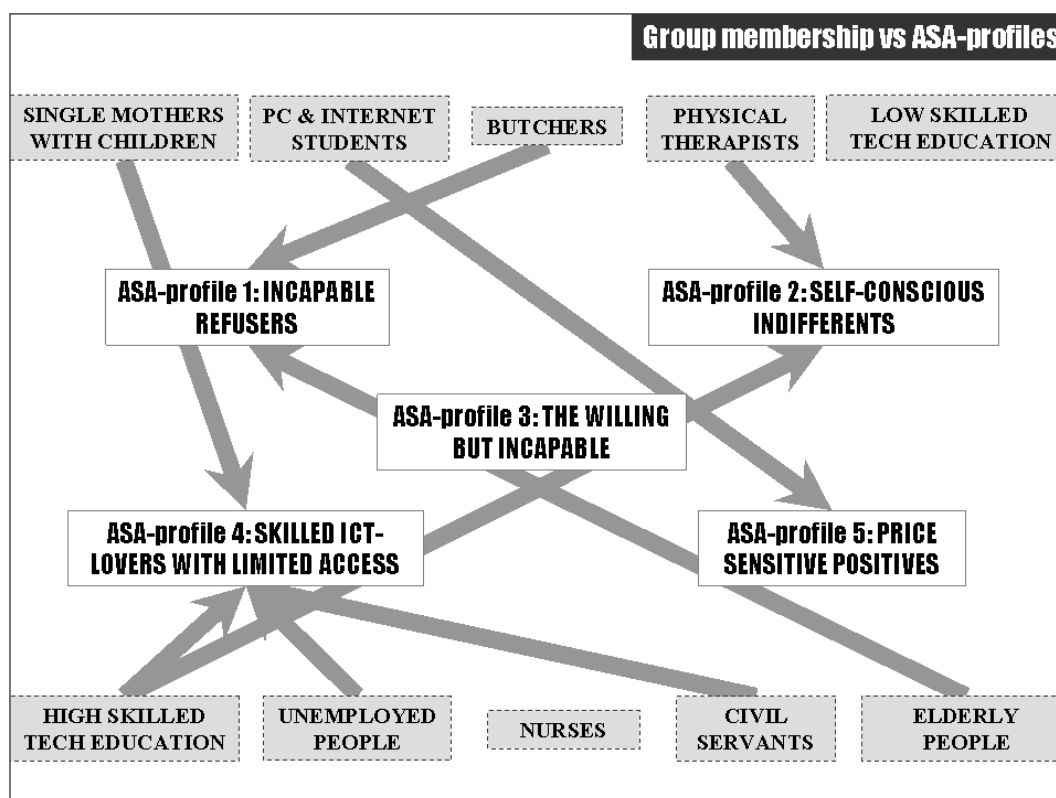 Group membership vs ASA-profiles
SINGLE MOTHERS
WITH CHILDREN
PC & INTERNET
STUDENTS
BUTCHERS
PHYSICAL
THERAPISTS
LOW SKILLED
TECH EDUCATION
ASA-profile 1: INCAPABLE
REFUSERS
ASA-profile 2: SELF-CONSCIOUS
INDIFFERENTS
ASA-profile 3: THE WILLING
BUT INCAPABLE
ASA-profile 4: SKILLED ICT-
LOVERS WITH LIMITED ACCESS
ASA-profile 5: PRICE
SENSITIVE POSITIVES
HIGH SKILLED
TECH EDUCATION
UNEMPLOYED
PEOPLE
NURSES
CIVIL
SERVANTS
ELDERLY
PEOPLE